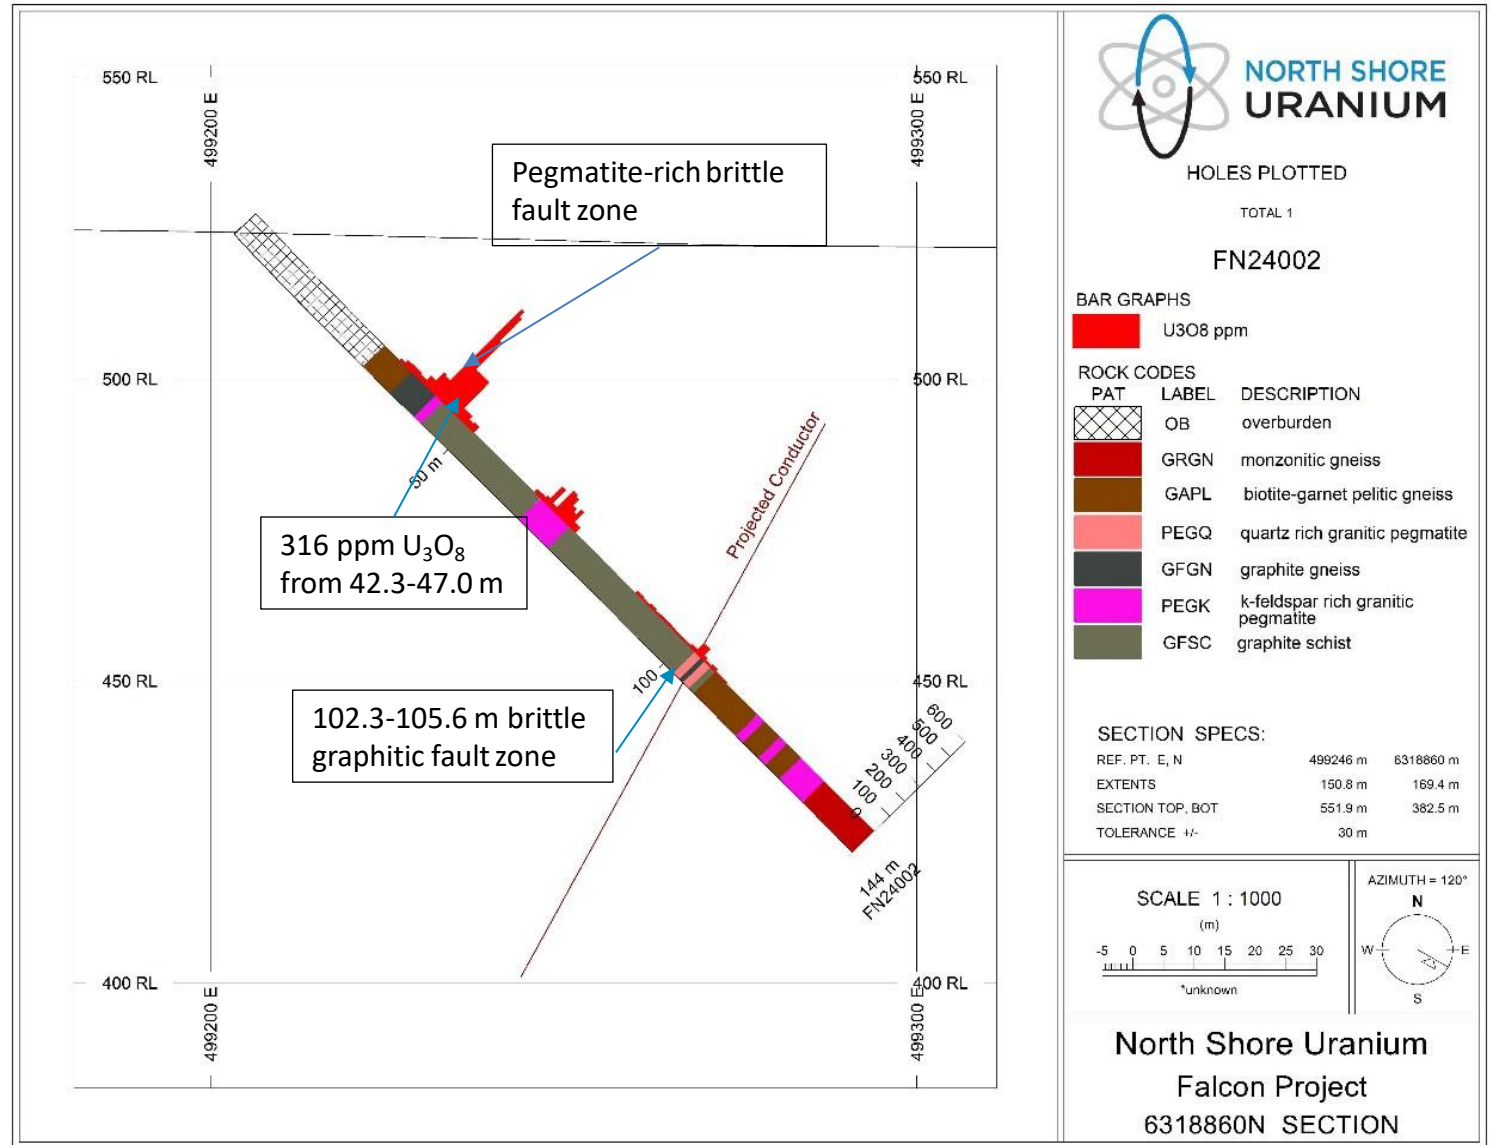 550 RL
550 RL
499200 E
499300 E
Pegmatite-rich brittle
fault zone
500 RL
500 RL
50 m
316 ppm U₃O₈
from 42.3-47.0 m
Projected Conductor
100
450 RL
450 RL
102.3-105.6 m brittle
graphitic fault zone
0
100
200
300
400
500
600
144 m
FN24002
400 RL
400 RL
499200 E
499300 E
NORTH SHORE
URANIUM
HOLES PLOTTED
TOTAL 1
FN24002
BAR GRAPHS
U3O8 ppm
ROCK CODES
PAT LABEL DESCRIPTION
OB overburden
GRGN monzonitic gneiss
GAPL biotite-garnet pelitic gneiss
PEGQ quartz rich granitic pegmatite
GFGN graphite gneiss
PEGK k-feldspar rich granitic
pegmatite
GFSC graphite schist
SECTION SPECS:
REF. PT. E, N 499246 m 6318860 m
EXTENTS 150.8 m 169.4 m
SECTION TOP, BOT 551.9 m 382.5 m
TOLERANCE +/- 30 m
SCALE 1 : 1000
(m)
-5 0 5 10 15 20 25 30
*unknown
AZIMUTH = 120°
N
W E
S
North Shore Uranium
Falcon Project
6318860N SECTION